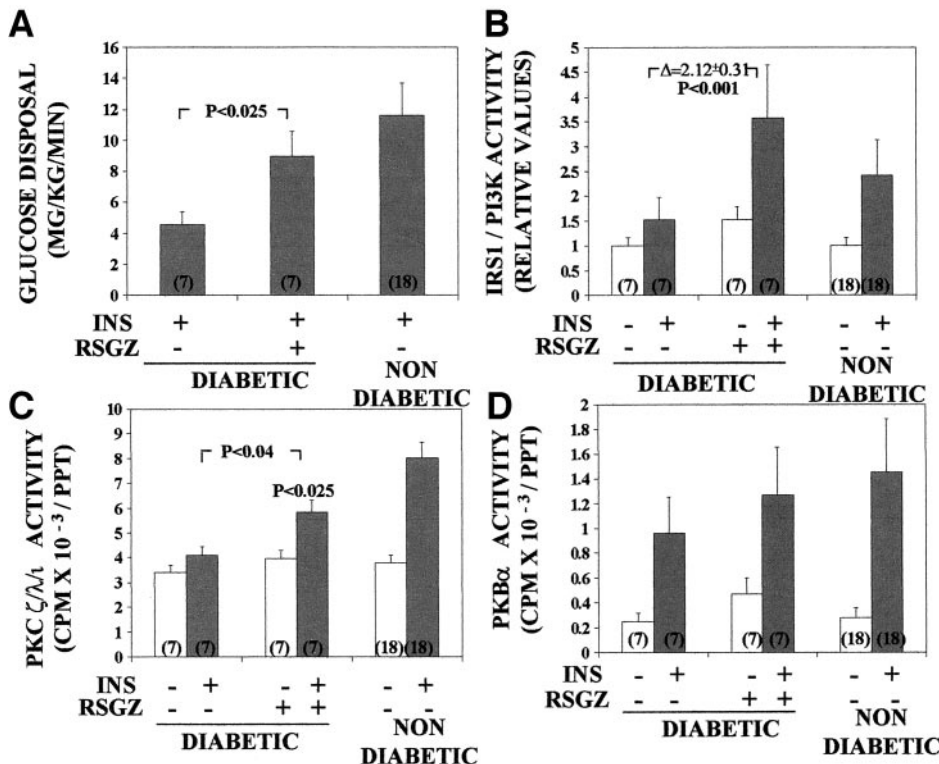 A
GLUCOSE DISPOSAL
(MG/KG/MIN)
16
14
12
10
8
6
4
2
0
P<0.025
(7) (7) (18)
INS + + +
RSGZ - + -
DIABETIC
NON
DIABETIC
B
IRS1 / PI3K ACTIVITY
(RELATIVE VALUES)
5
4.5
4
3.5
3
2.5
2
1.5
1
0.5
0
Δ=2.12±0.31
P<0.001
(7) (7) (7) (7) (18) (18)
INS - + - + - +
RSGZ - - + + - -
DIABETIC
NON
DIABETIC
C
PKC ζ/λ/ι ACTIVITY
(CPM X 10 -3 / PPT)
10
9
8
7
6
5
4
3
2
1
0
P<0.04
P<0.025
(7) (7) (7) (7) (18) (18)
INS - + - + - +
RSGZ - - + + - -
DIABETIC
NON
DIABETIC
D
PKBα ACTIVITY
(CPM X 10 -3 / PPT)
2
1.8
1.6
1.4
1.2
1
0.8
0.6
0.4
0.2
0
(7) (7) (7) (7) (18) (18)
INS - + - + - +
RSGZ - - + + - -
DIABETIC
NON
DIABETIC